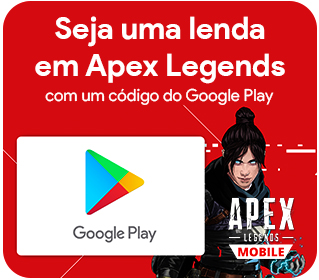 Seja uma lenda
em Apex Legends
com um código do Google Play
Google Play
APEX
LEGENDS
MOBILE